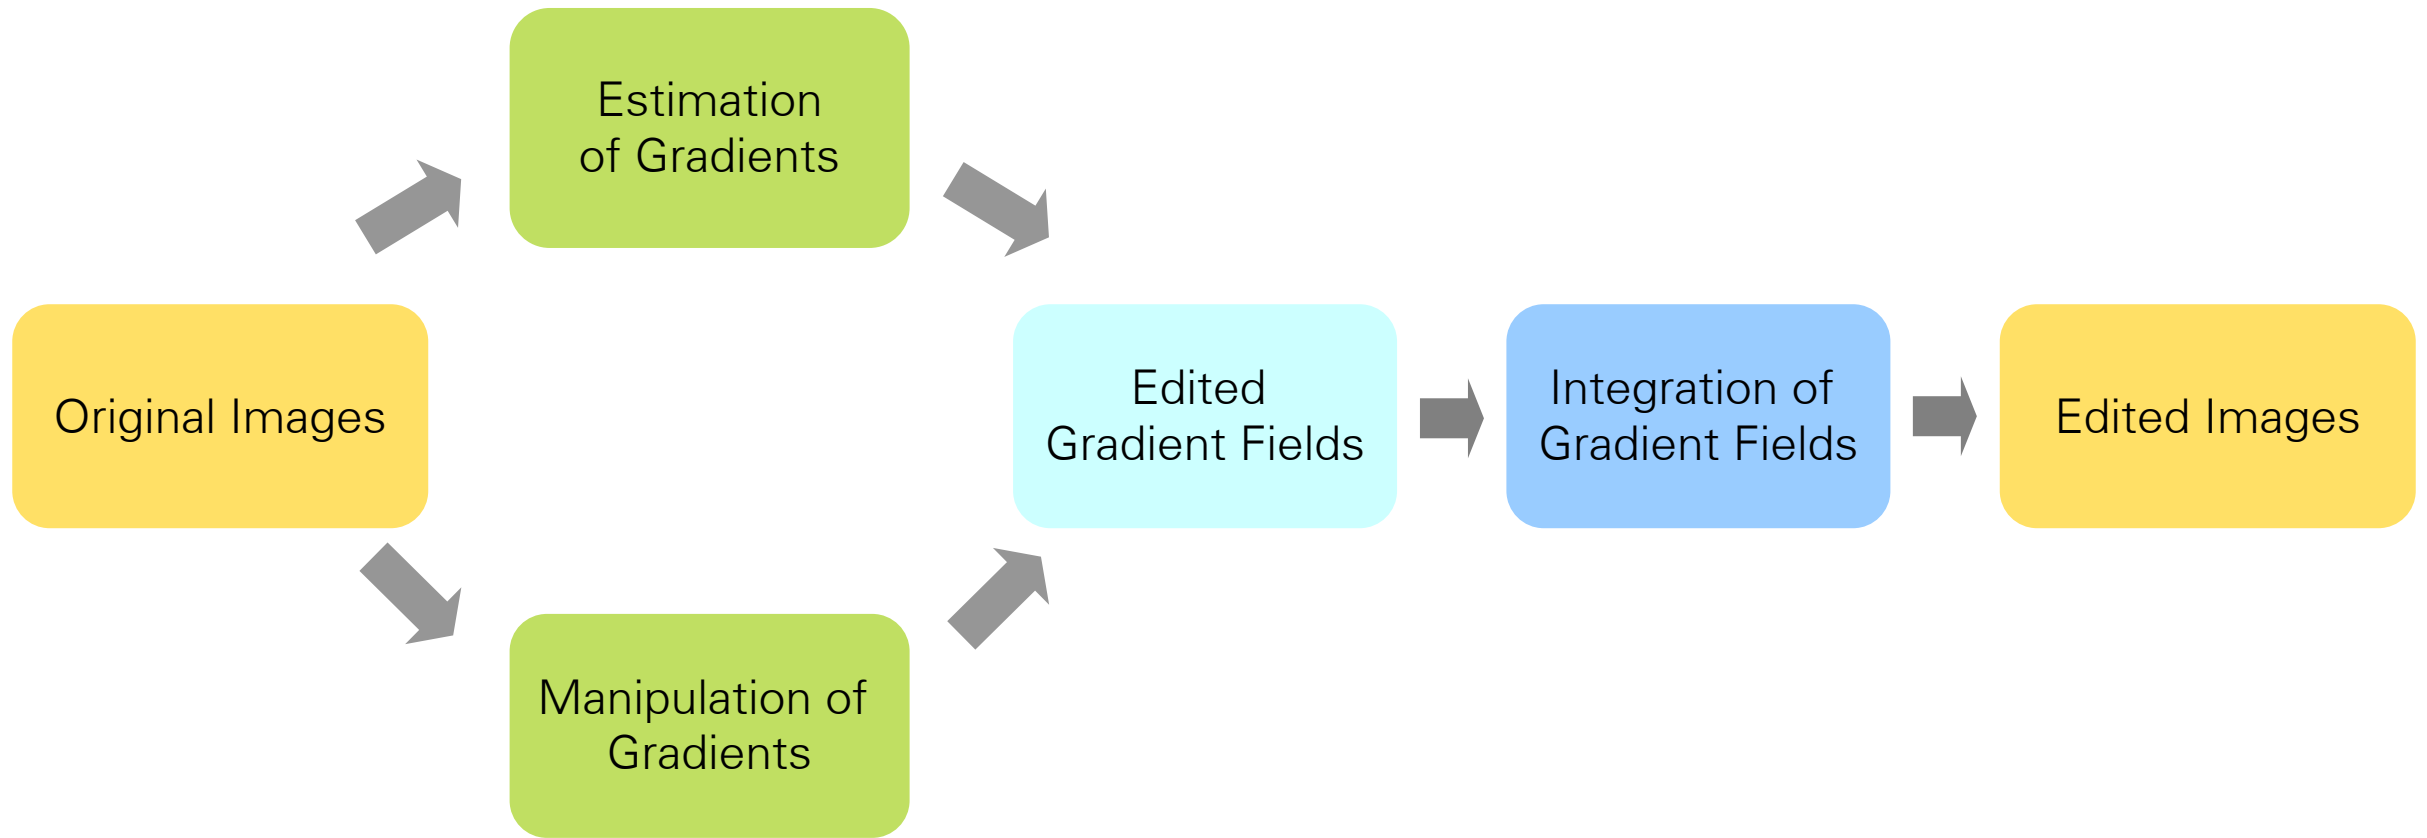 Estimation
of Gradients
Original Images
Manipulation of
Gradients
Edited
Gradient Fields
Integration of
Gradient Fields
Edited Images